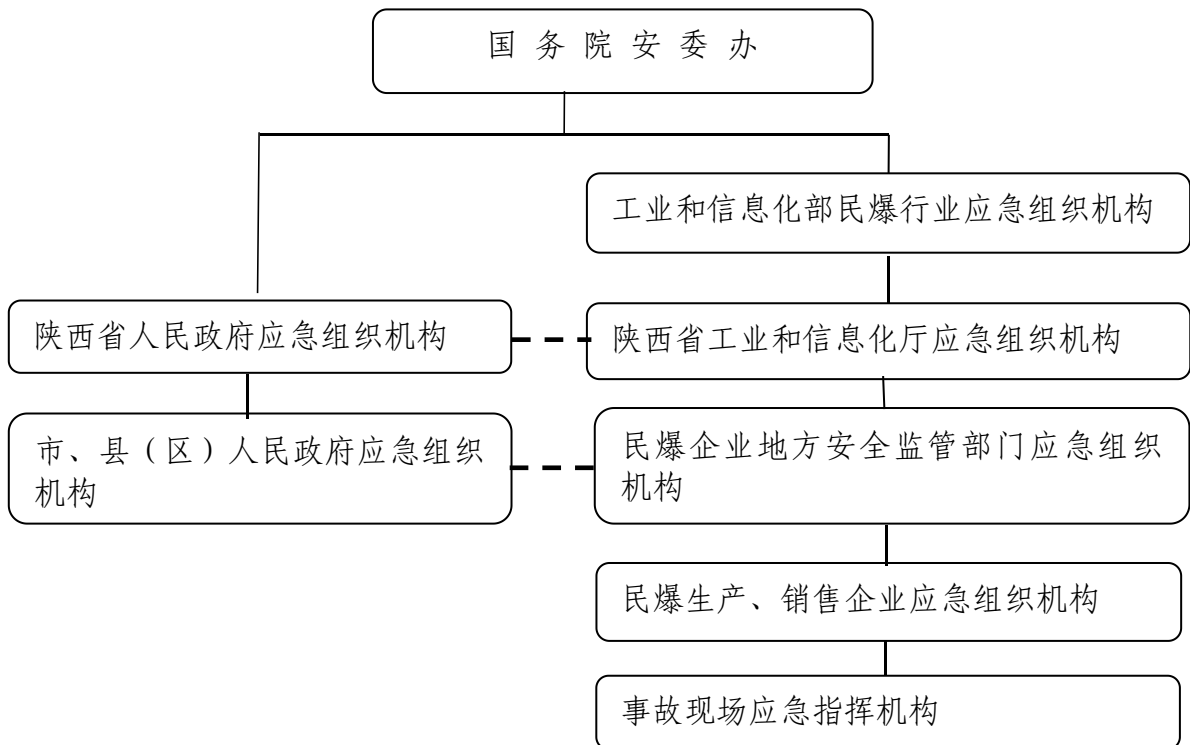 国务院安委办
工业和信息化部民爆行业应急组织机构
陕西省人民政府应急组织机构
陕西省工业和信息化厅应急组织机构
市、县（区）人民政府应急组织
机构
民爆企业地方安全监管部门应急组织
机构
民爆生产、销售企业应急组织机构
事故现场应急指挥机构